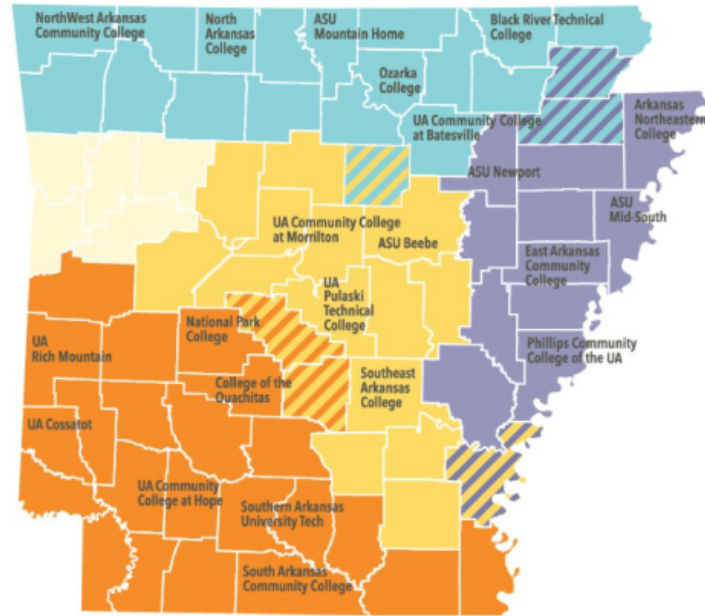 NorthWest Arkansas
Community College
North
Arkansas
College
ASU
Mountain Home
Black River Technical
College
Ozarka
College
UA Community College
at Batesville
Arkansas
Northeastern
College
ASU Newport
ASU
Mid-South
UA Community College
at Morrilton
ASU Beebe
East Arkansas
Community
College
UA
Pulaski
Technical
College
National Park
College
UA
Rich Mountain
Phillips Community
College of the UA
College of the
Ouachitas
Southeast
Arkansas
College
UA Cossatot
UA Community
College at Hope
Southern Arkansas
University Tech
South Arkansas
Community College